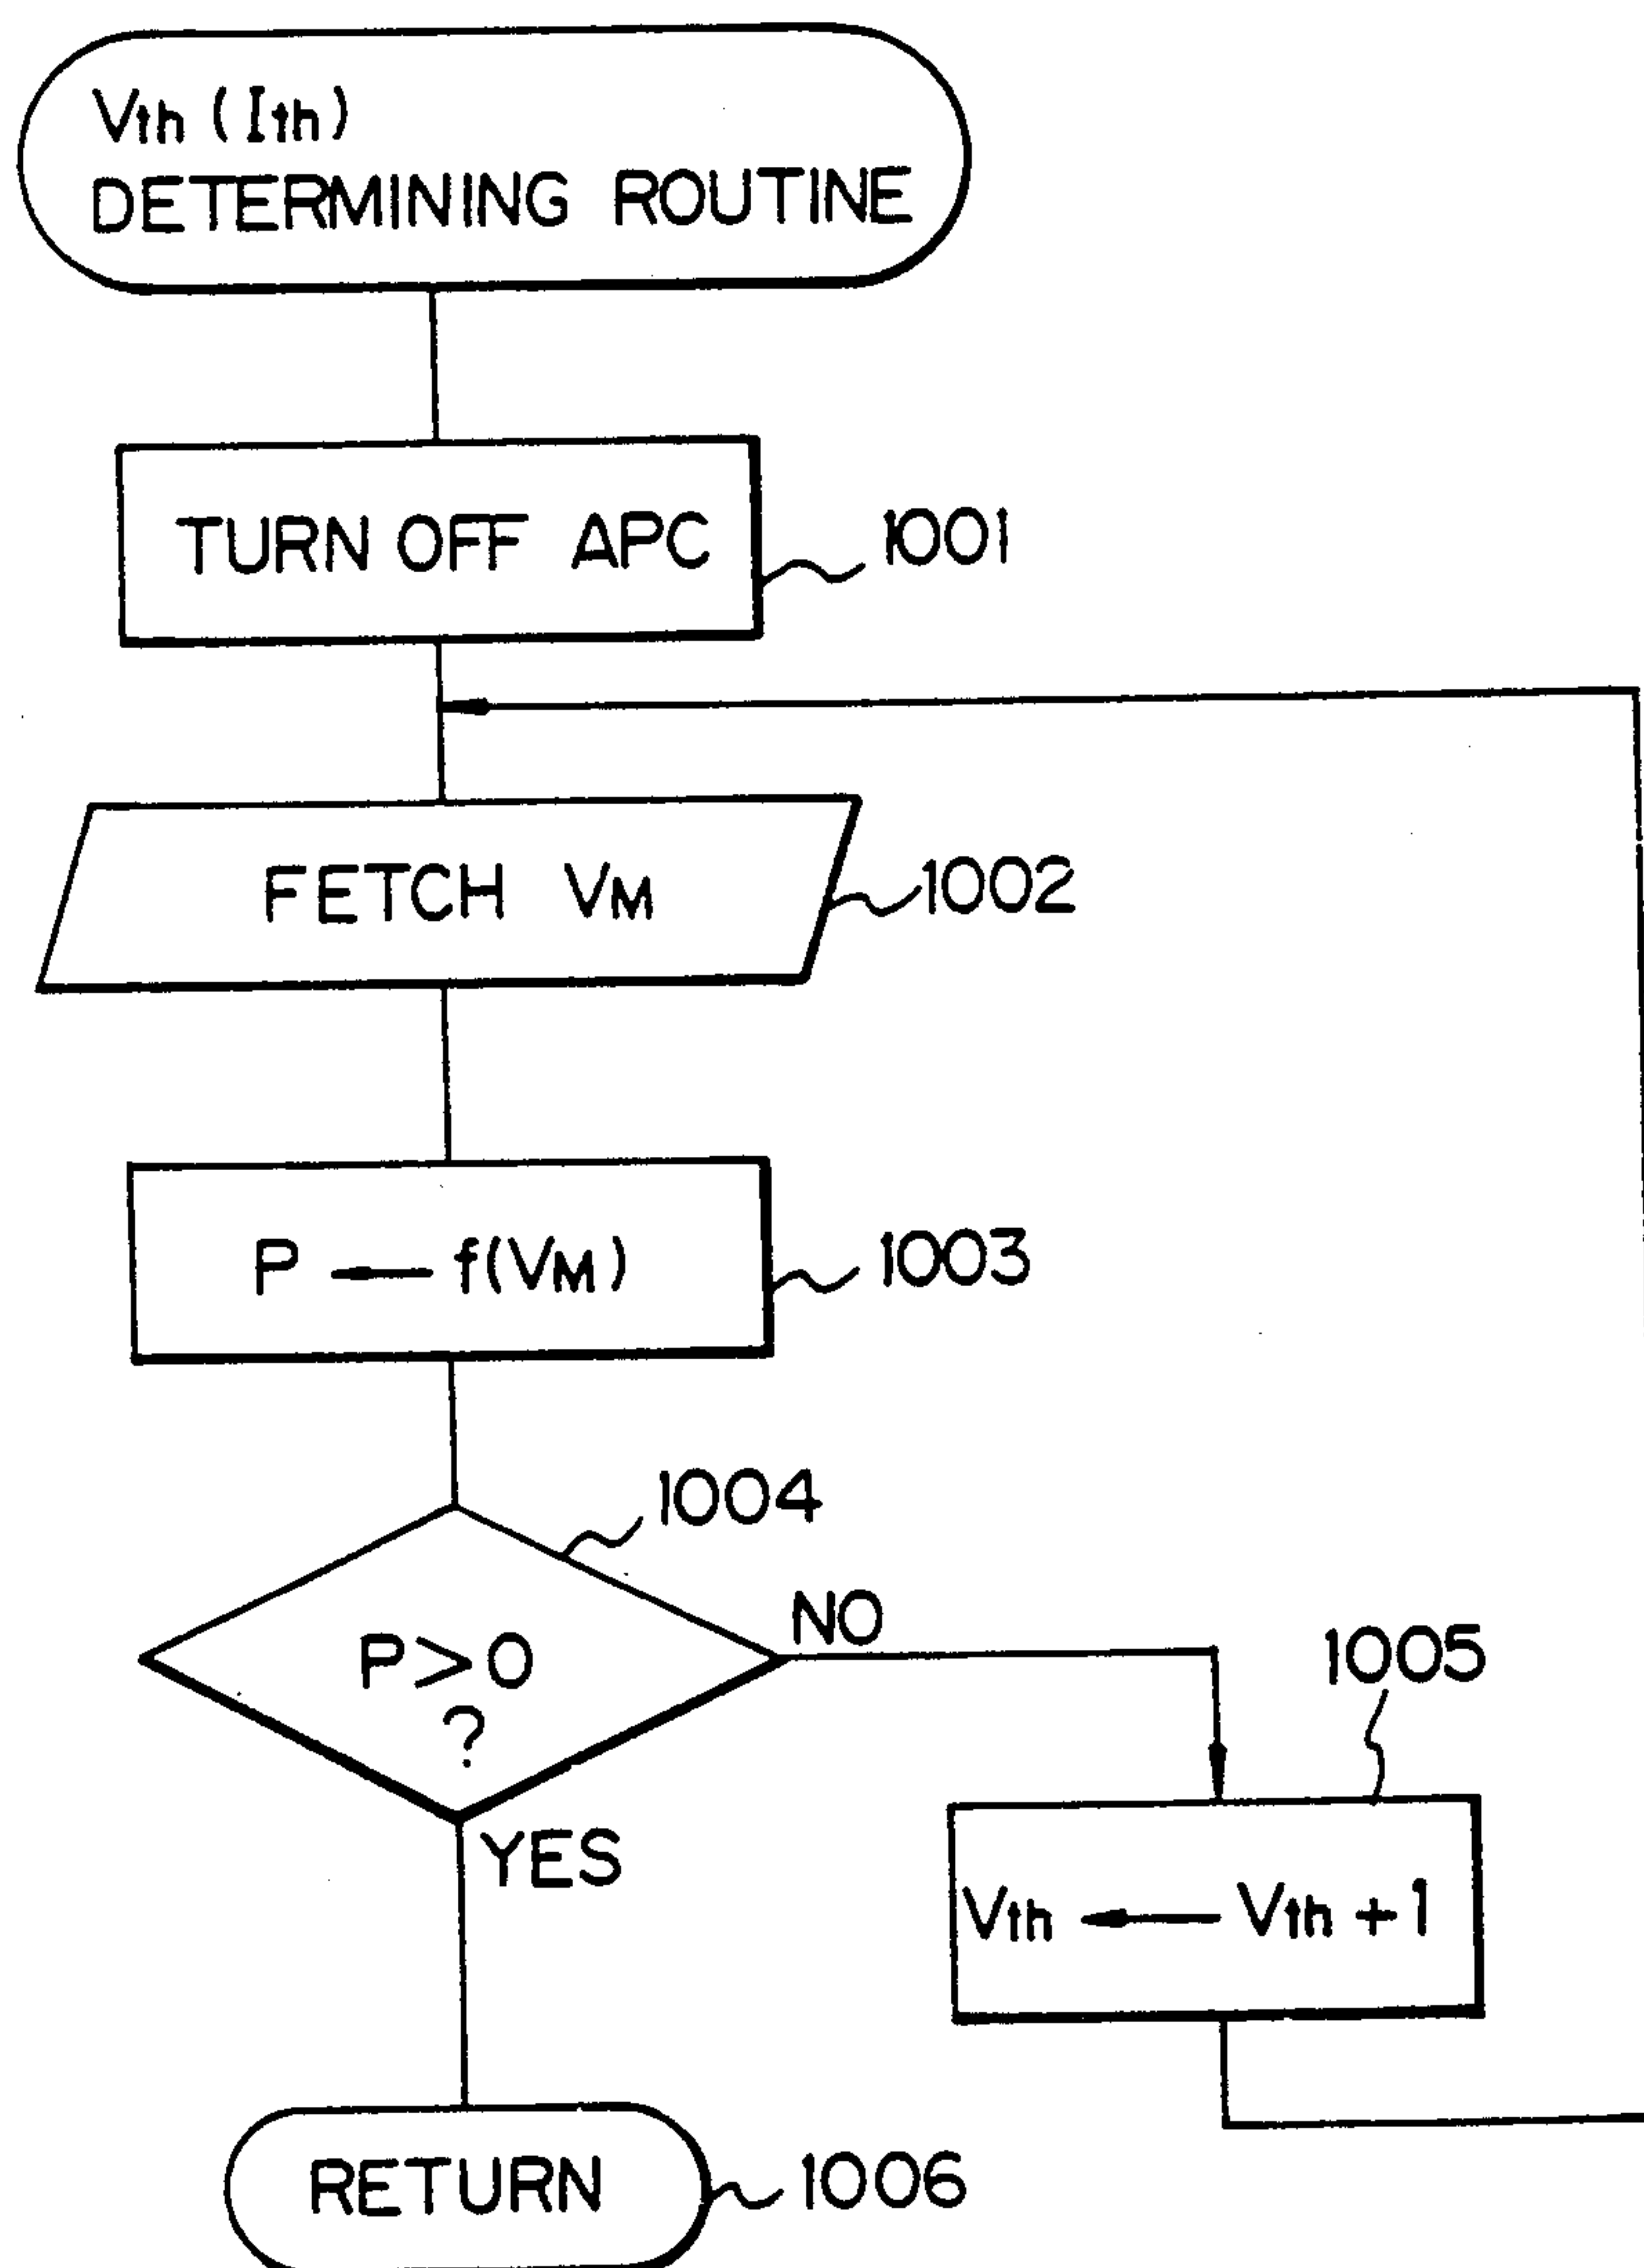 Vth (Ith)
DETERMINING ROUTINE
TURN OFF APC
1001
FETCH VM
1002
P ← f(VM)
1003
1004
P>0
?
NO
YES
1005
Vth ← Vth +1
RETURN
1006